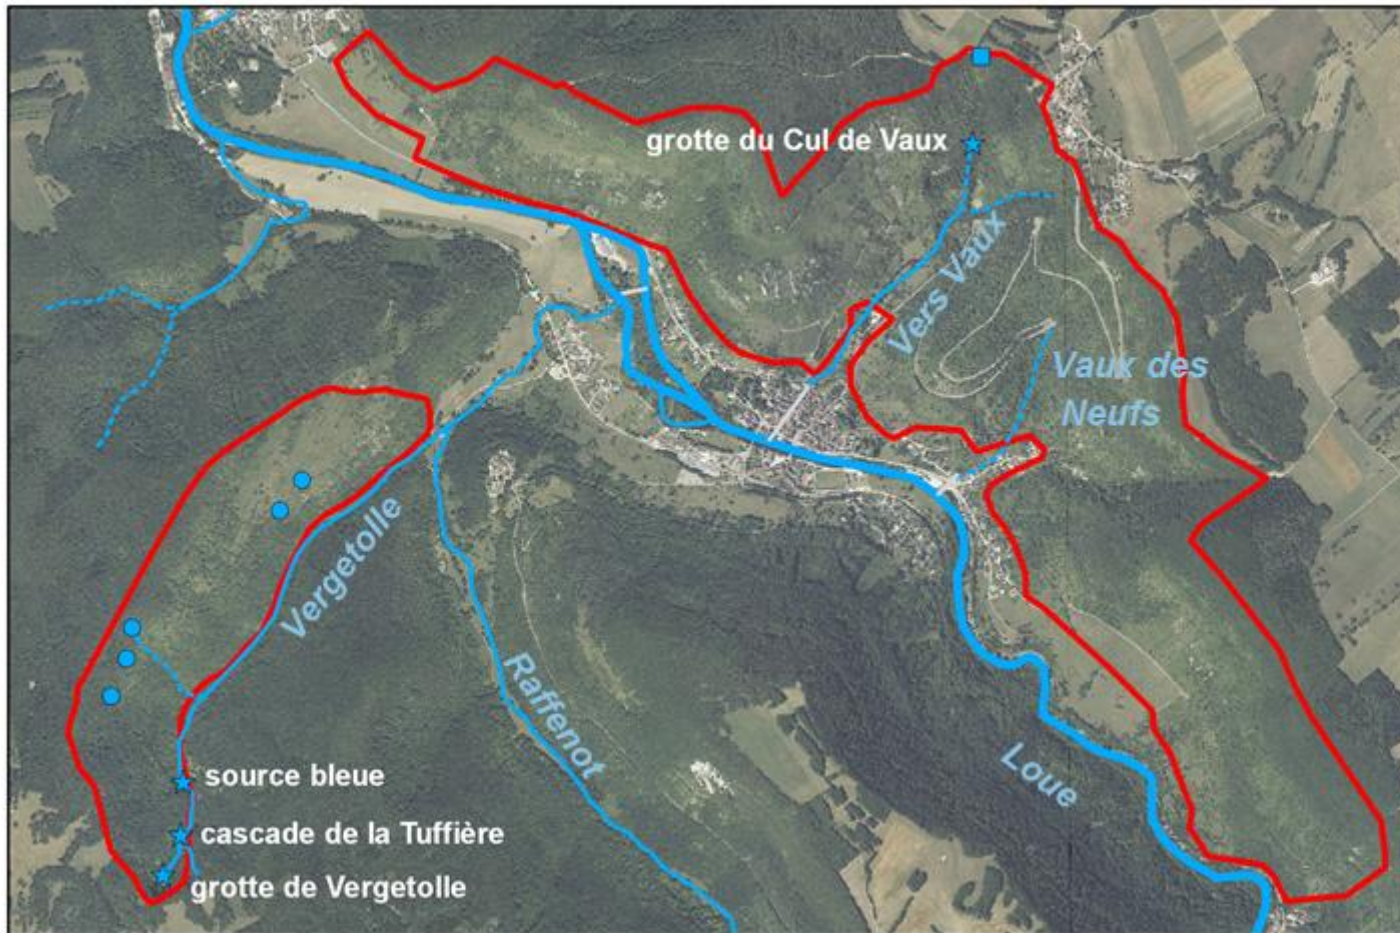 grotte du Cul de Vaux
Vers Vaux
Vaux des
Neufs
Vergetolle
Raffenot
Loue
source bleue
cascade de la Tuffière
grotte de Vergetolle